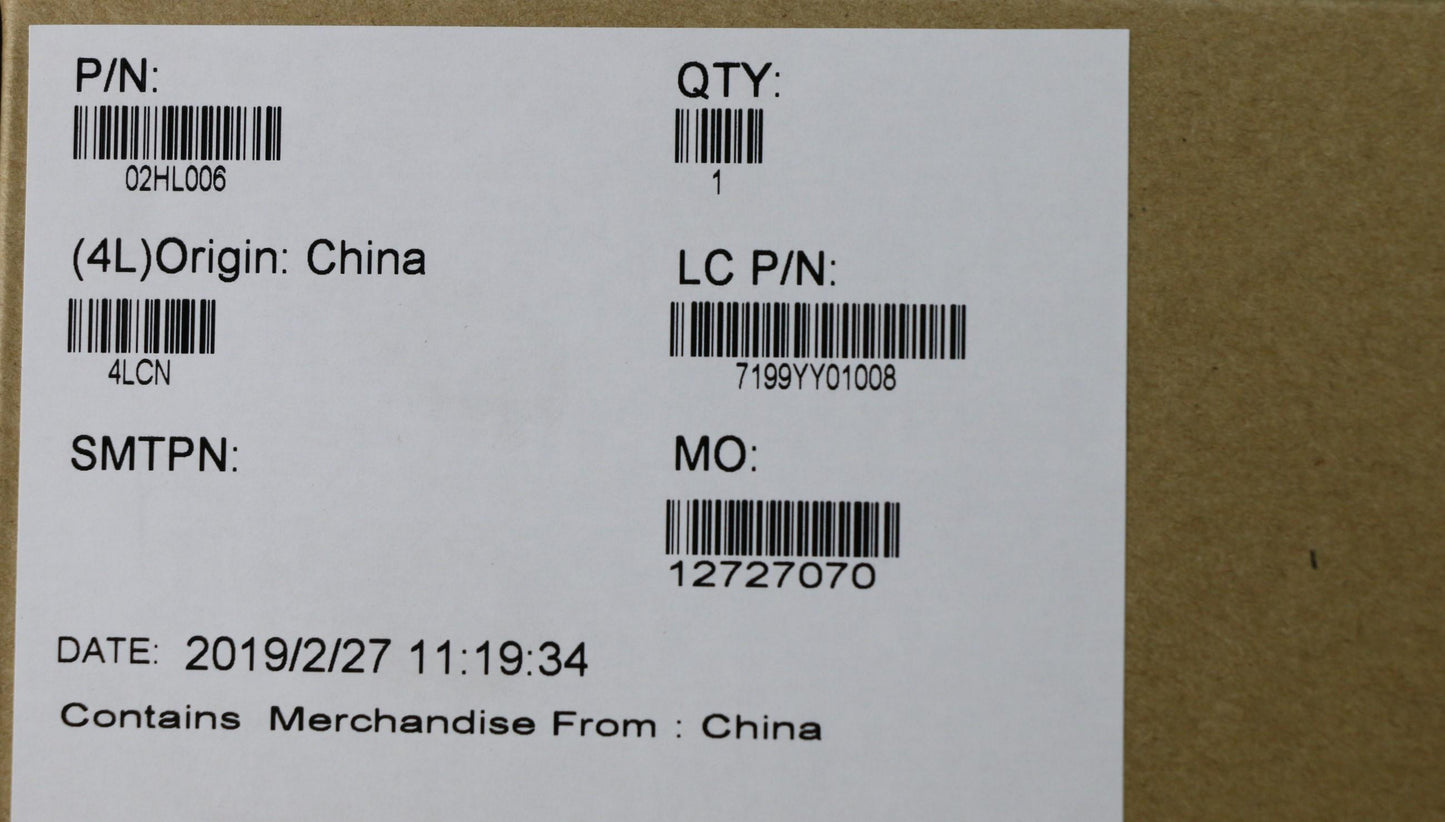 P/N:
02HL006
QTY:
1
(4L)Origin: China
4LCN
LC P/N:
7199YY01008
SMTPN:
MO:
12727070
DATE: 2019/2/27 11:19:34
Contains Merchandise From : China